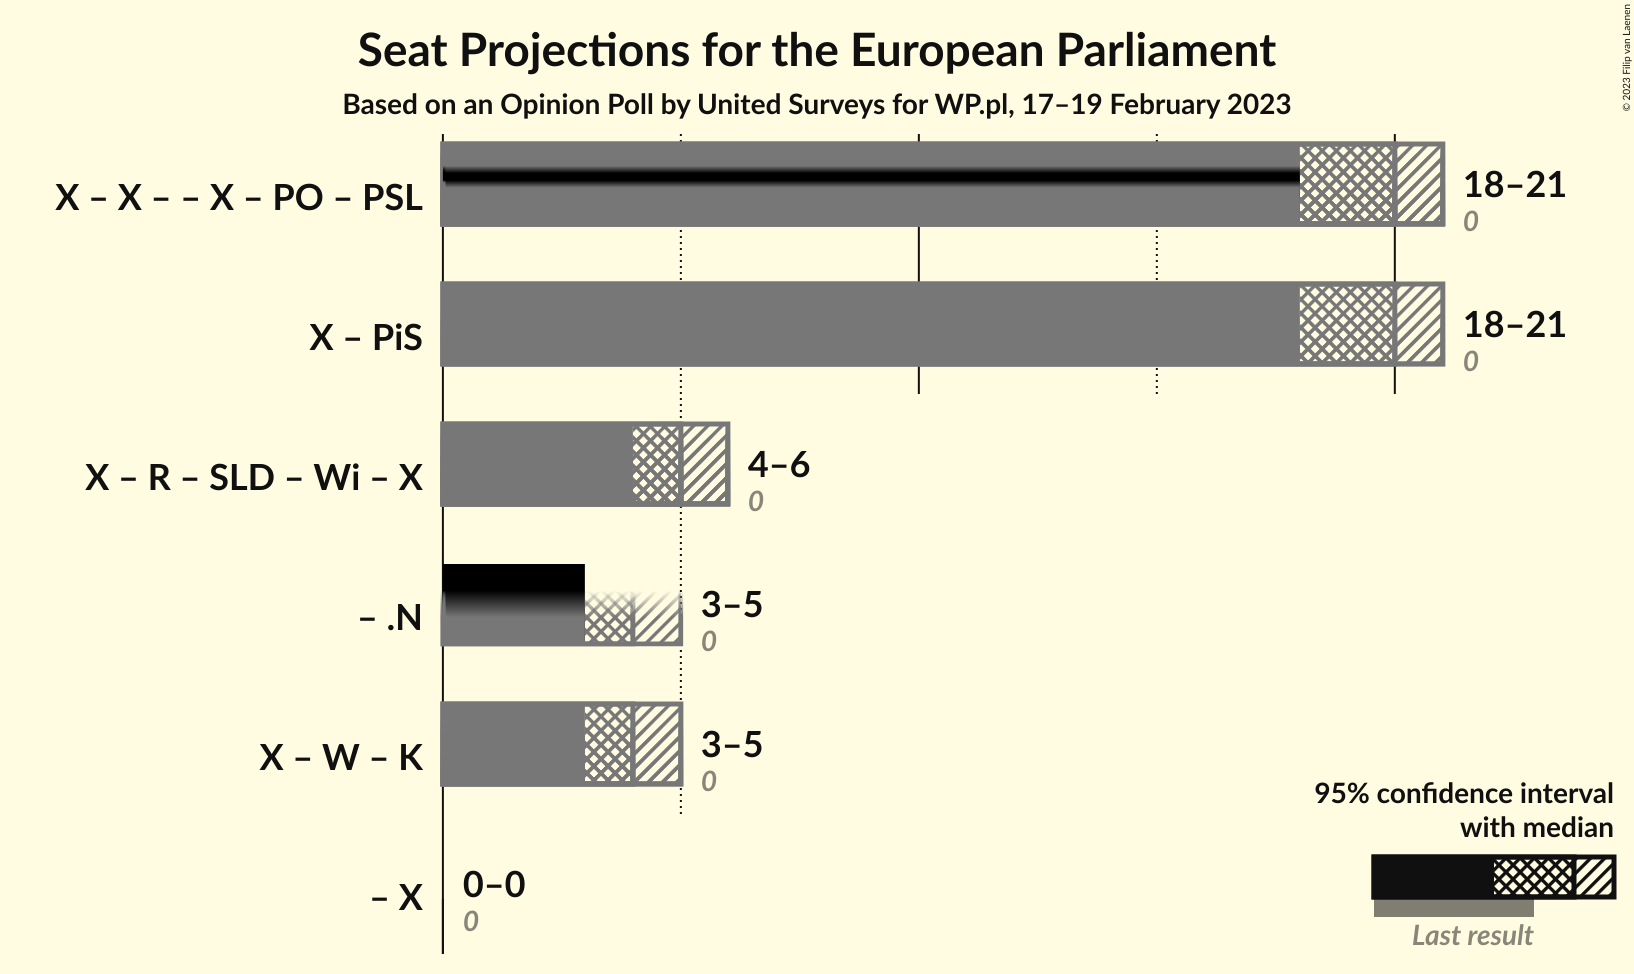 Seat Projections for the European Parliament
Based on an Opinion Poll by United Surveys for WP.pl, 17–19 February 2023
© 2023 Filip van Laenen
X – X – – X – PO – PSL
18–21
0
X – PiS
18–21
0
X – R – SLD – Wi – X
4–6
0
– .N
3–5
0
X – W – K
3–5
0
– X
0–0
0
95% confidence interval
with median
Last result